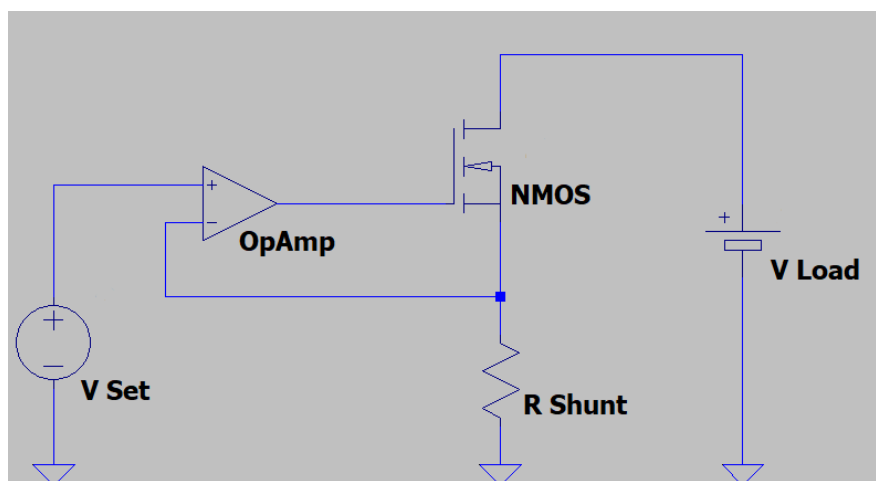 NMOS
+
-
OpAmp
+
V Load
+
-
V Set
R Shunt